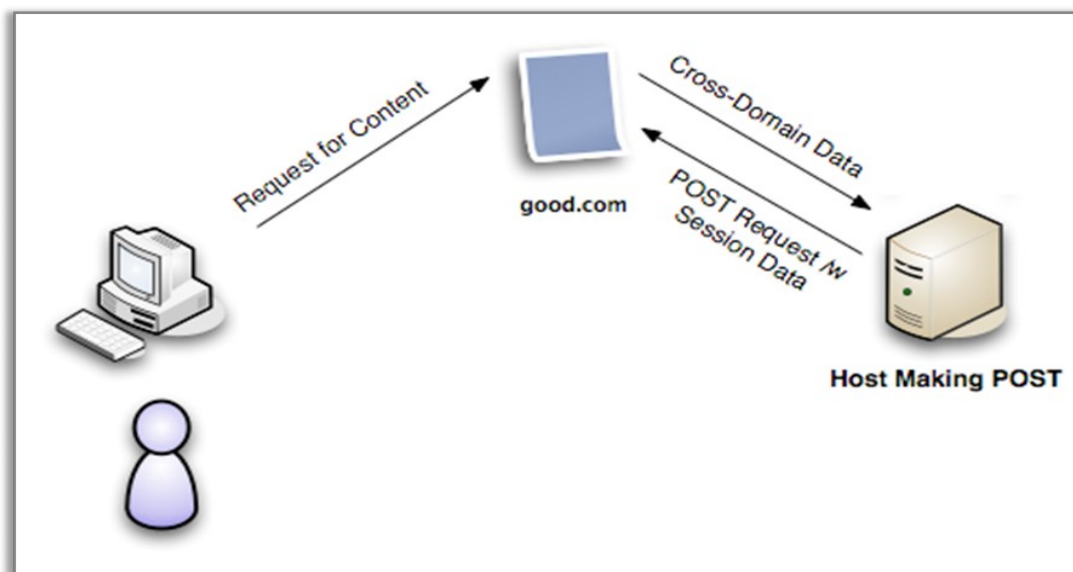 Request for Content
good.com
Cross-Domain Data
POST Request /w
Session Data
Host Making POST